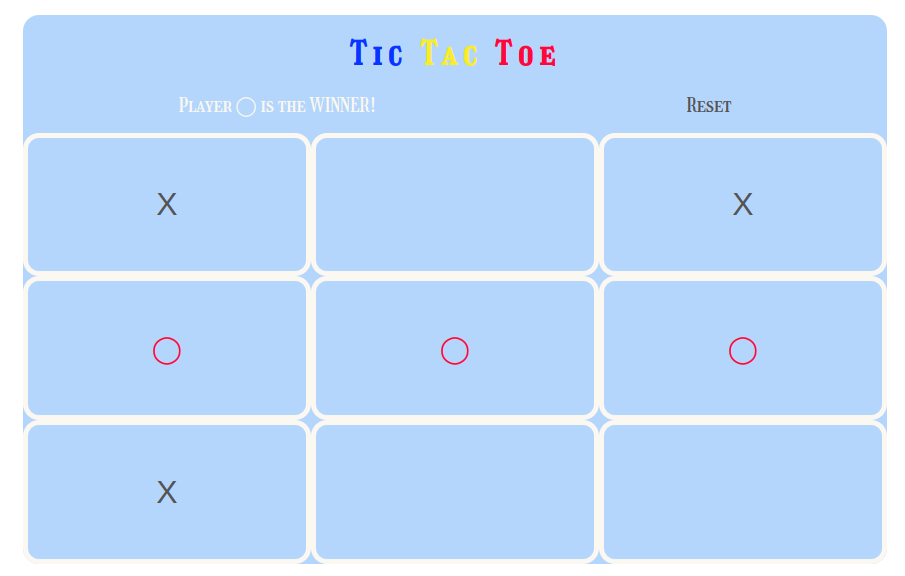 Tic Tac Toe
Player ◯ is the WINNER! Reset
X X
◯ ◯ ◯
X